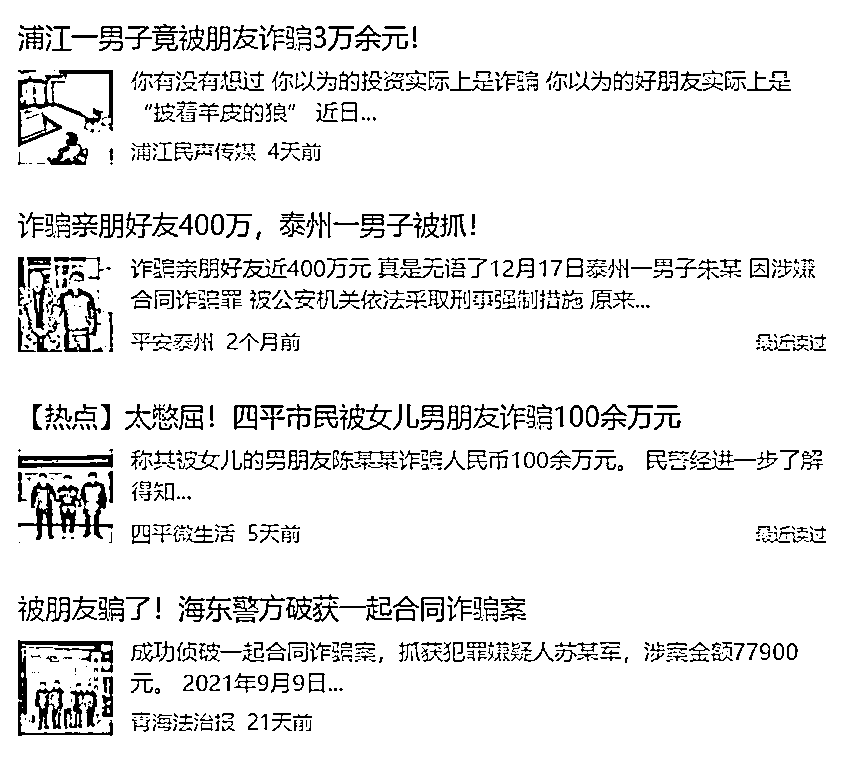 浦江一男子竟被朋友诈骗3万余元!
你有没有想过 你以为的投资实际上是诈骗 你以为的好朋友实际上是
“披着羊皮的狼” 近日...
浦江民声传媒 4天前
诈骗亲朋好友400万，泰州一男子被抓!
诈骗亲朋好友近400万元 真是无语了12月17日泰州一男子朱某 因涉嫌
合同诈骗罪 被公安机关依法采取刑事强制措施 原来...
平安泰州 2个月前
最近读过
【热点】太憋屈！四平市民被女儿男朋友诈骗100余万元
称其被女儿的男朋友陈某某诈骗人民币100余万元。 民警经进一步了解
得知...
四平微生活 5天前
最近读过
被朋友骗了！海东警方破获一起合同诈骗案
成功侦破一起合同诈骗案，抓获犯罪嫌疑人苏某军，涉案金额77900
元。 2021年9月9日...
青海法治报 21天前